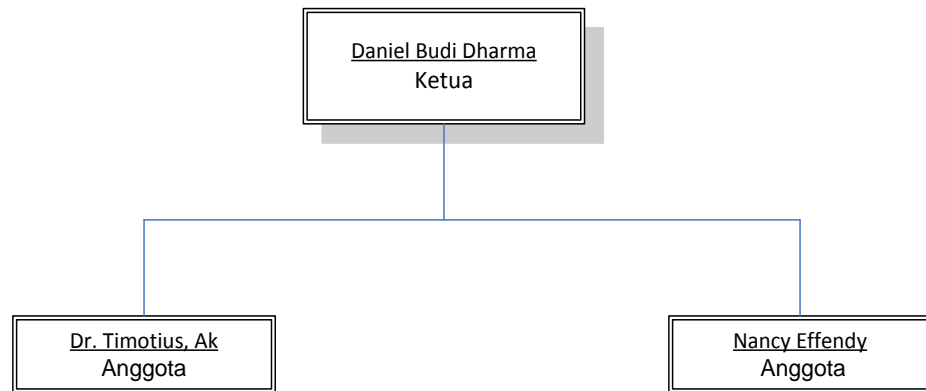 Daniel Budi Dharma
Ketua
Dr. Timotius, Ak
Anggota
Nancy Effendy
Anggota